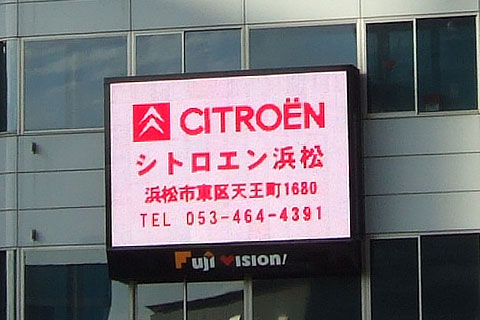 CITROËN
シトロエン浜松
浜松市東区天王町1680
TEL 053-464-4391
Fuji Vision!